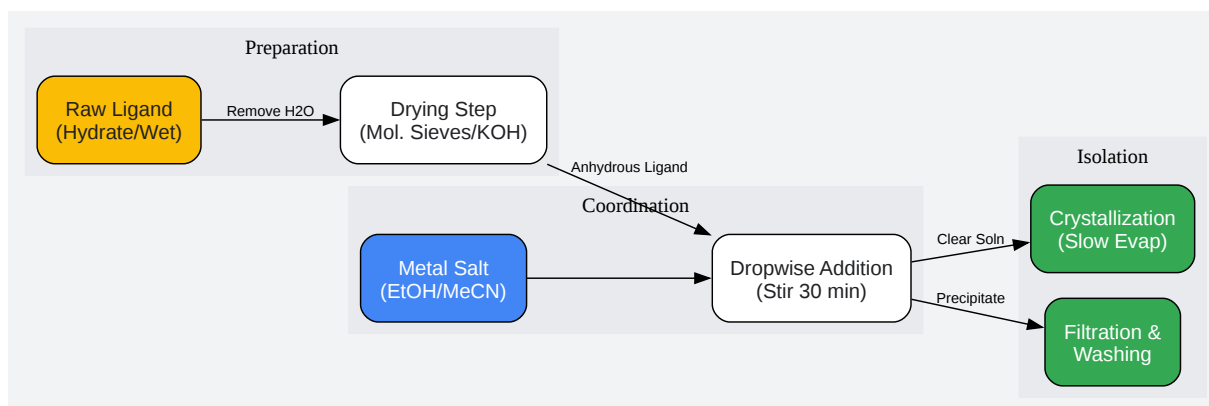 Preparation
Raw Ligand
(Hydrate/Wet)
Remove H2O
Drying Step
(Mol. Sieves/KOH)
Anhydrous Ligand
Coordination
Metal Salt
(EtOH/MeCN)
Dropwise Addition
(Stir 30 min)
Clear Soln
Precipitate
Isolation
Crystallization
(Slow Evap)
Filtration &
Washing